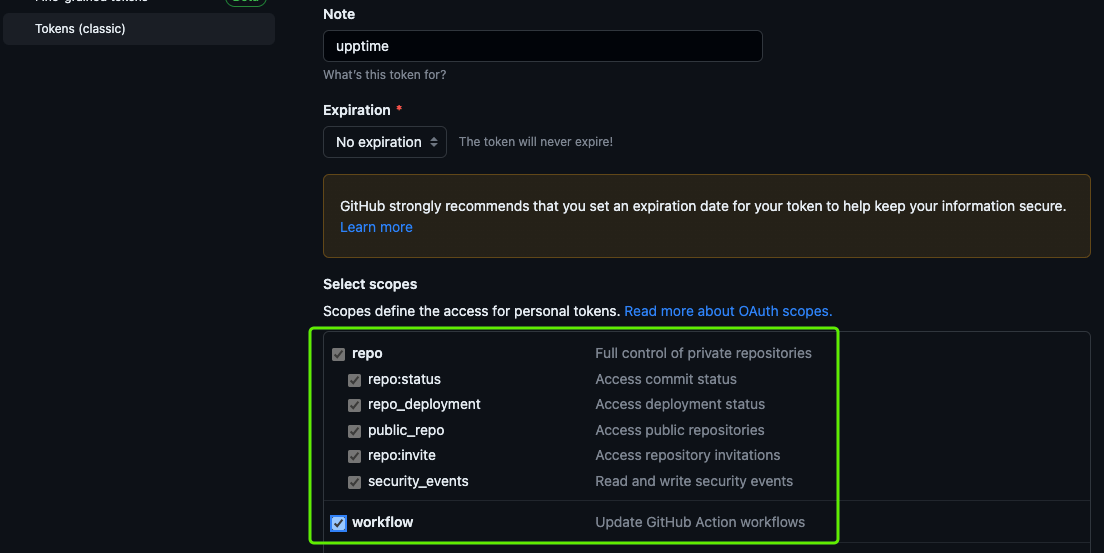 Fine-grained tokens Beta
Tokens (classic)
Note
upptime
What's this token for?
Expiration *
No expiration The token will never expire!
GitHub strongly recommends that you set an expiration date for your token to help keep your information secure.
Learn more
Select scopes
Scopes define the access for personal tokens. Read more about OAuth scopes.
repo Full control of private repositories
repo:status Access commit status
repo_deployment Access deployment status
public_repo Access public repositories
repo:invite Access repository invitations
security_events Read and write security events
workflow Update GitHub Action workflows